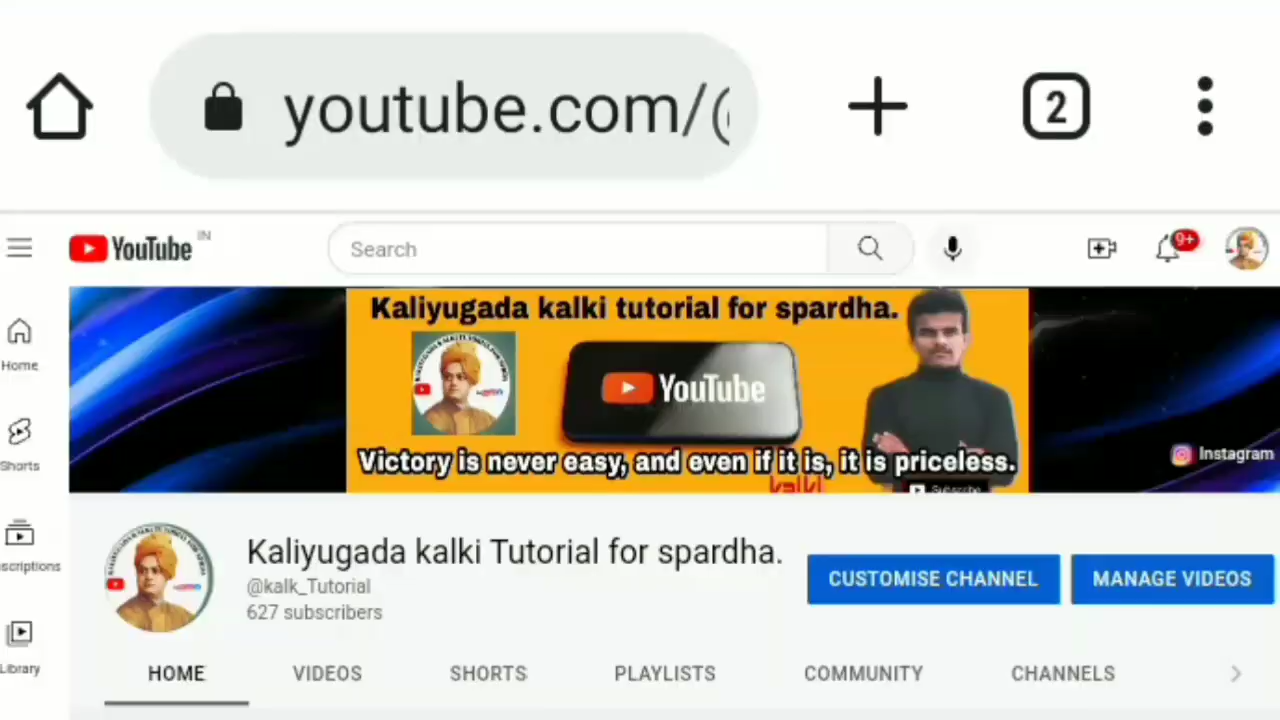 youtube.com/
2
YouTube IN
Search
9+
Kaliyugada kalki tutorial for spardha.
YouTube
Victory is never easy, and even if it is, it is priceless.
kalki
Subscribe
Instagram
Home
Shorts
scriptions
Library
Kaliyugada kalki Tutorial for spardha.
@kalk_Tutorial
627 subscribers
CUSTOMISE CHANNEL
MANAGE VIDEOS
HOME VIDEOS SHORTS PLAYLISTS COMMUNITY CHANNELS